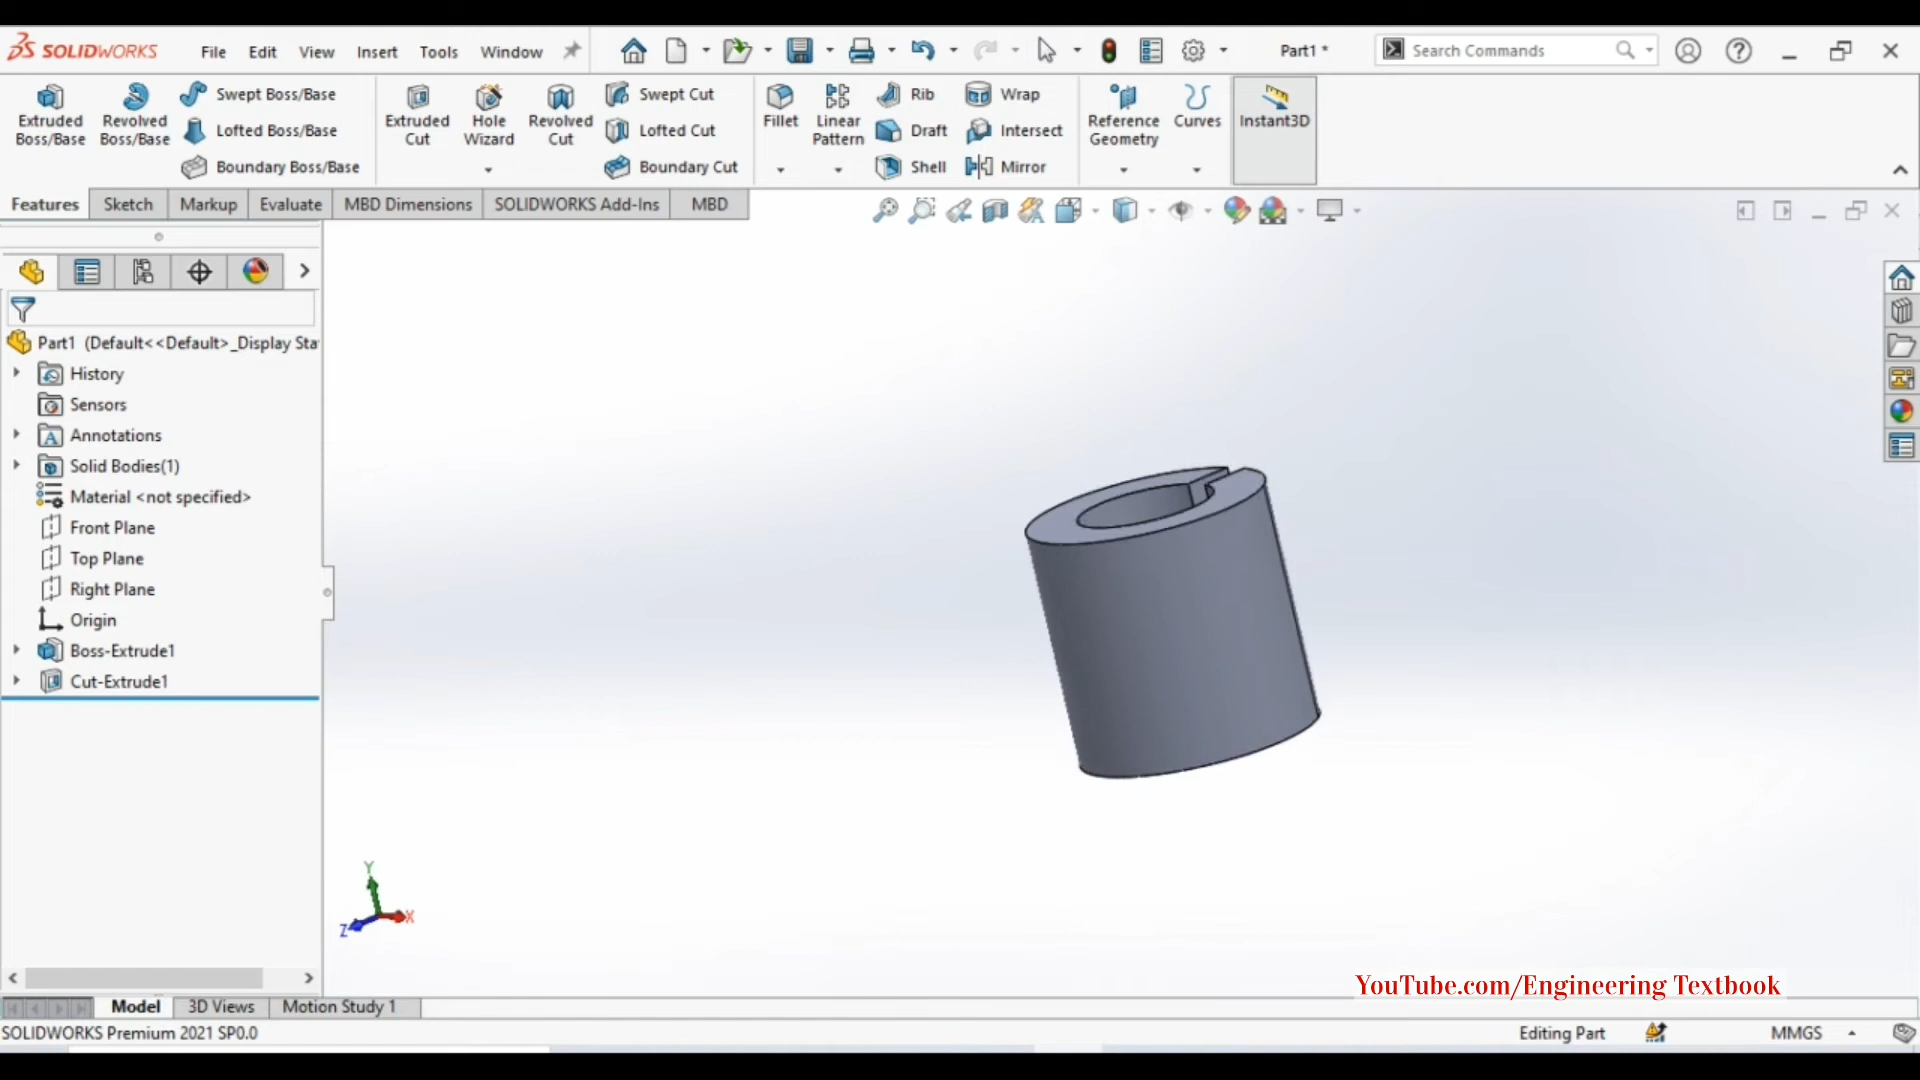 SOLIDWORKS File Edit View Insert Tools Window Part1 * Search Commands
Extruded Boss/Base
Revolved Boss/Base
Swept Boss/Base
Lofted Boss/Base
Boundary Boss/Base
Extruded Cut
Hole Wizard
Revolved Cut
Swept Cut
Lofted Cut
Boundary Cut
Fillet
Linear Pattern
Rib
Draft
Shell
Wrap
Intersect
Mirror
Reference Geometry
Curves
Instant3D
Features Sketch Markup Evaluate MBD Dimensions SOLIDWORKS Add-Ins MBD
Part1 (Default<<Default>_Display Sta
History
Sensors
Annotations
Solid Bodies(1)
Material <not specified>
Front Plane
Top Plane
Right Plane
Origin
Boss-Extrude1
Cut-Extrude1
Y
X
Z
YouTube.com/Engineering Textbook
Model 3D Views Motion Study 1
SOLIDWORKS Premium 2021 SP0.0 Editing Part MMGS